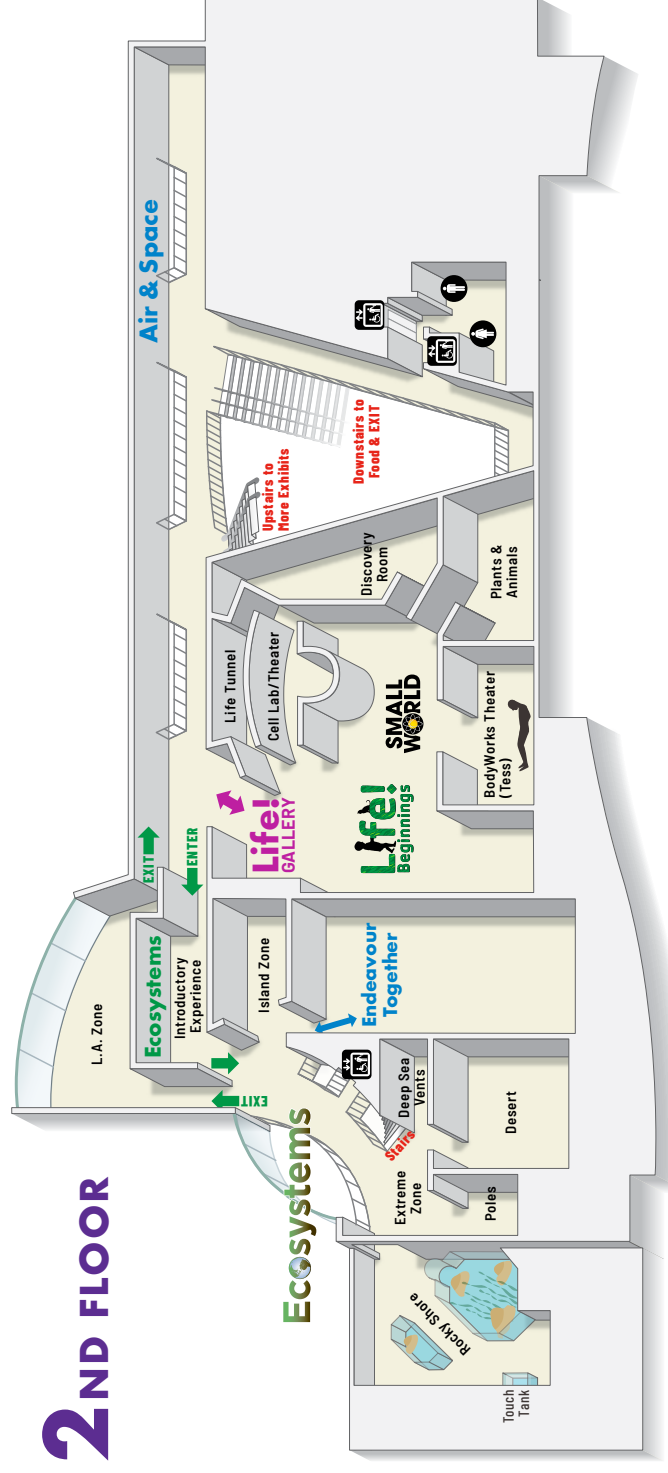 2ND FLOOR
Ecosystems
L.A. Zone
Ecosystems
Introductory
Experience
EXIT
ENTER
EXIT
Island Zone
Endeavour
Together
Deep Sea
Vents
Stairs
Extreme
Zone
Poles
Desert
Rocky Shore
Touch
Tank
Air & Space
Life!
GALLERY
Life Tunnel
Cell Lab/Theater
Life!
Beginnings
SMALL
WORLD
BodyWorks Theater
(Tess)
Discovery
Room
Plants &
Animals
Upstairs to
More Exhibits
Downstairs to
Food & EXIT